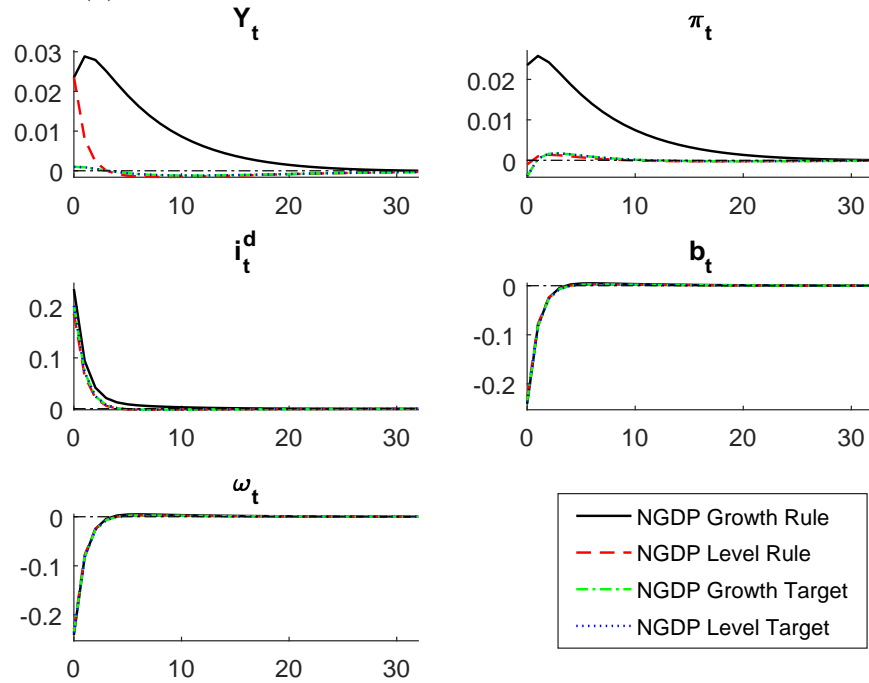 Y_t
π_t
0.03
0.02
0.01
0
0 10 20 30
0.02
0.01
0
0 10 20 30
i_t^d
b_t
0.2
0.1
0
0 10 20 30
0
-0.1
-0.2
0 10 20 30
ω_t
0
-0.1
-0.2
0 10 20 30
NGDP Growth Rule
NGDP Level Rule
NGDP Growth Target
NGDP Level Target